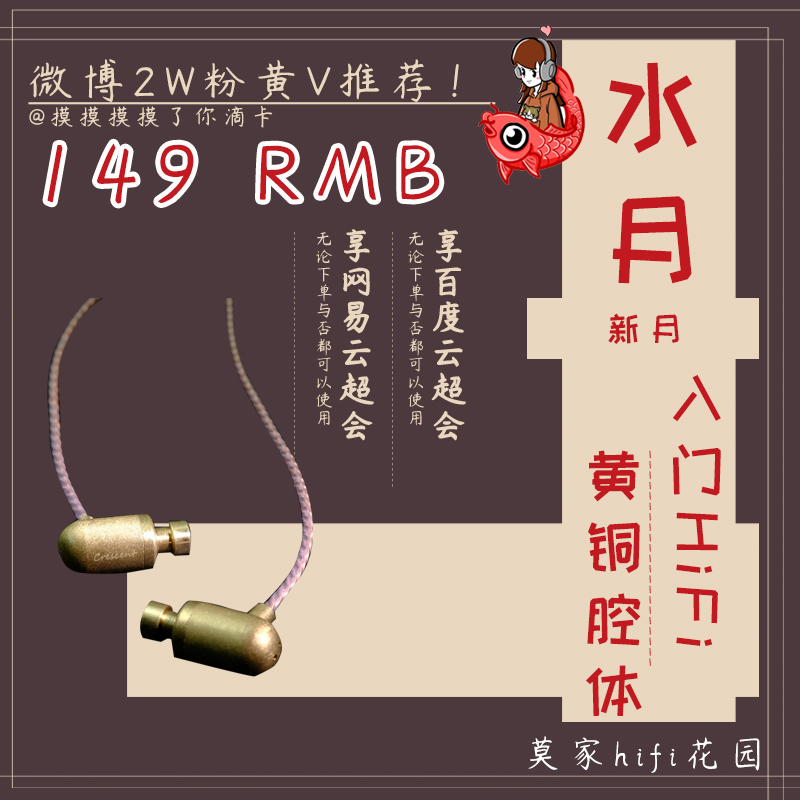 微博2W粉黄V推荐！
@摸摸摸摸了你滴卡
149 RMB
水月
新月
入门HiFi
黄铜腔体
享百度云超会
无论下单与否都可以使用
享网易云超会
无论下单与否都可以使用
Crescent
莫家hifi花园